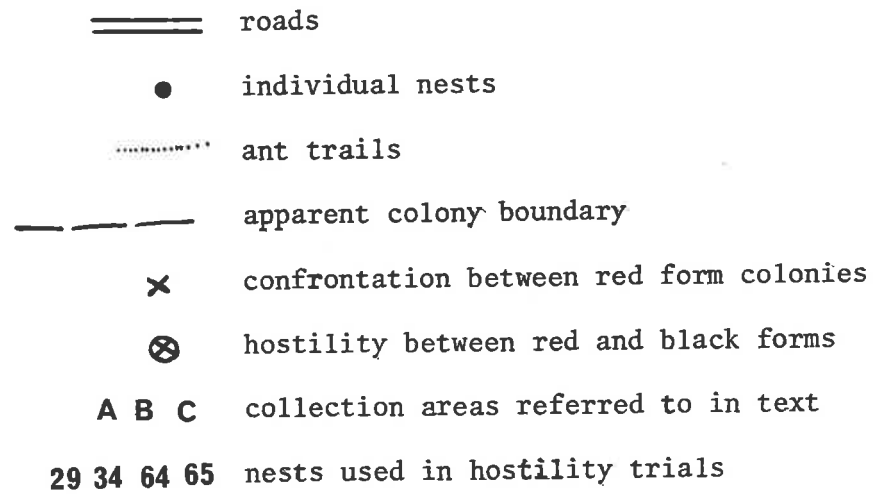 roads
individual nests
ant trails
apparent colony boundary
confrontation between red form colonies
hostility between red and black forms
A B C collection areas referred to in text
29 34 64 65 nests used in hostility trials